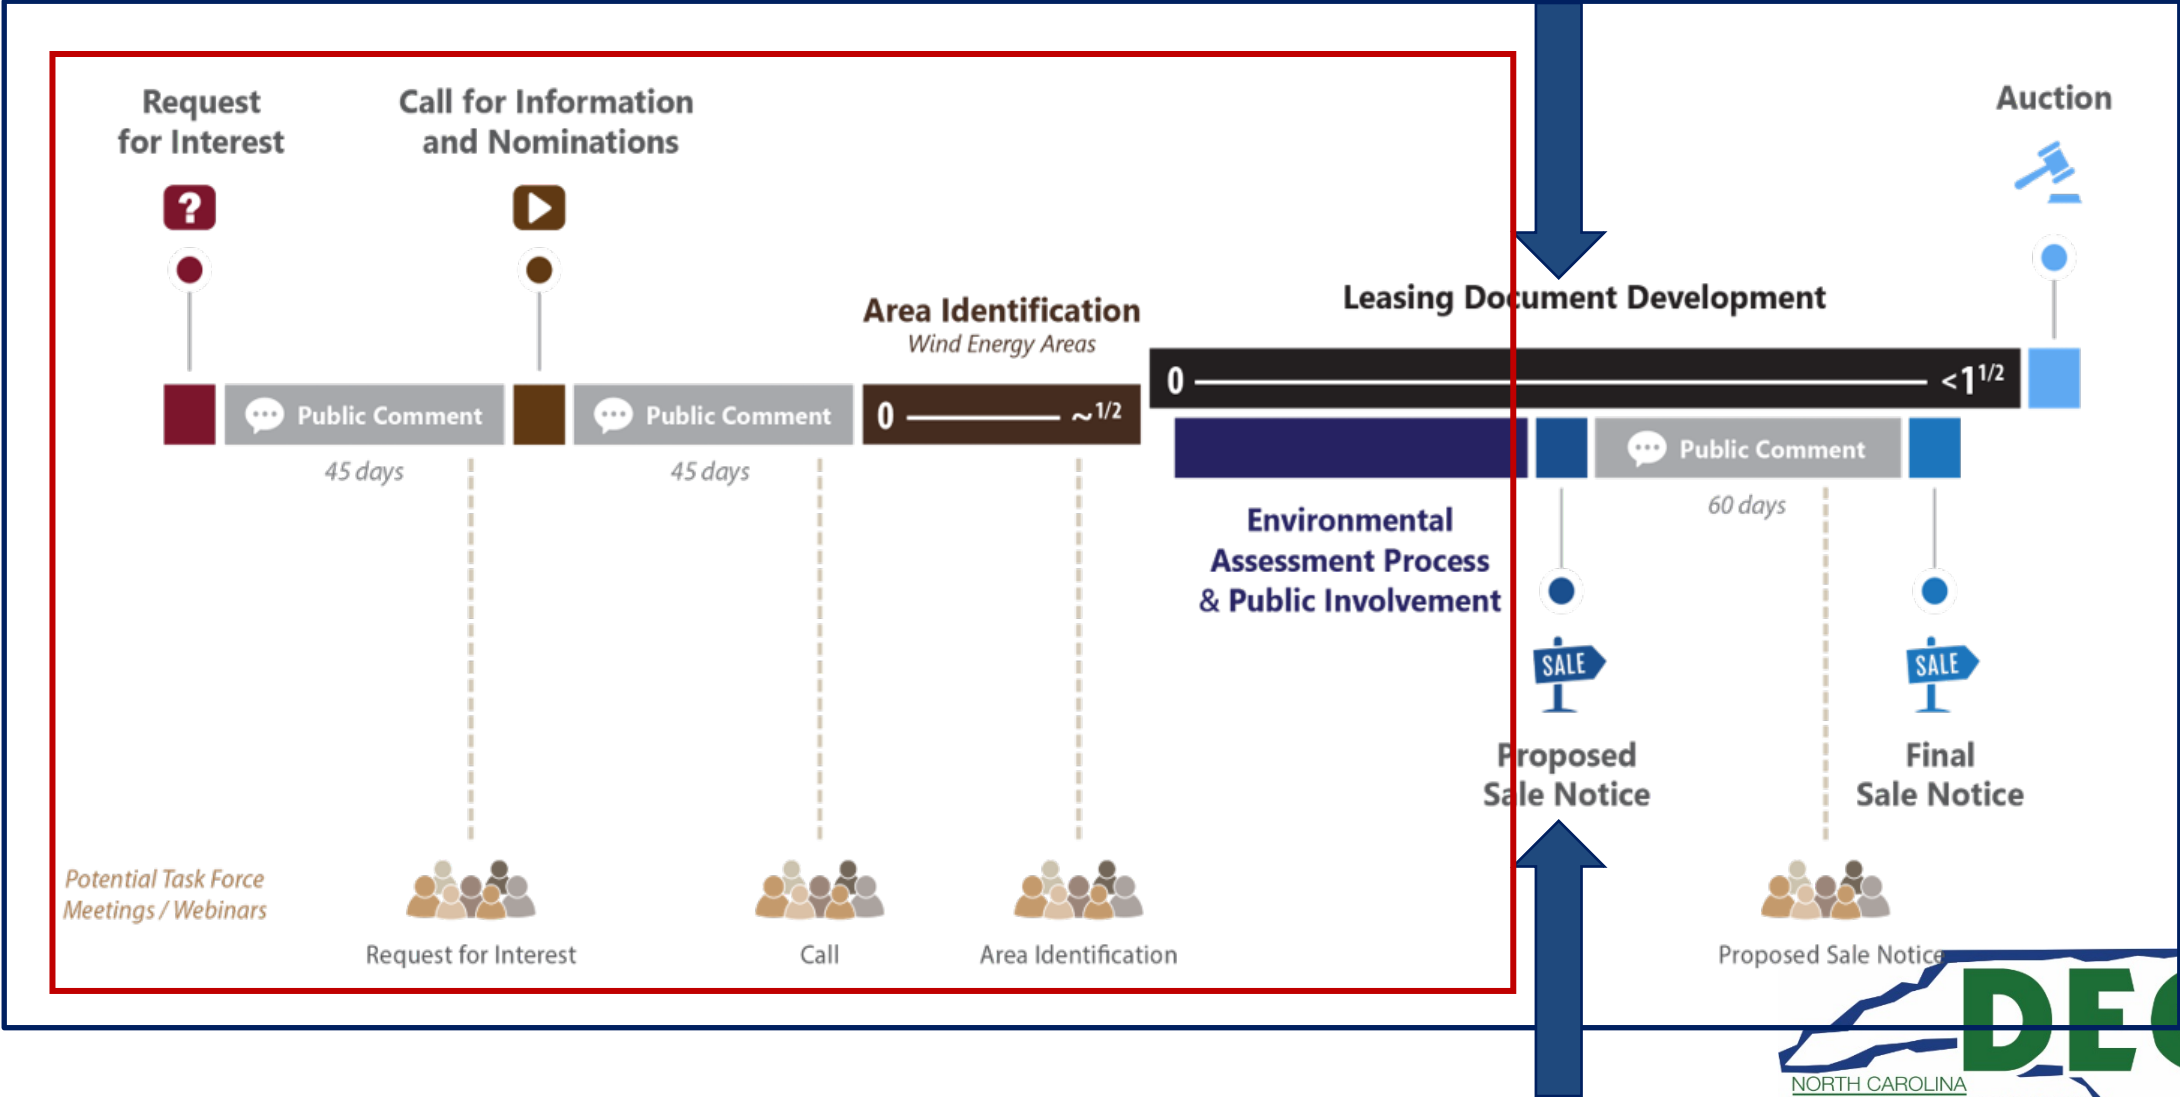 Request
for Interest
Call for Information
and Nominations
Auction
?
Area Identification
Wind Energy Areas
Leasing Document Development
0
<1 1/2
Public Comment
Public Comment
0
~1/2
45 days
45 days
Public Comment
60 days
Environmental
Assessment Process
& Public Involvement
SALE
SALE
Proposed
Sale Notice
Final
Sale Notice
Potential Task Force
Meetings / Webinars
Request for Interest
Call
Area Identification
Proposed Sale Notice
DE
NORTH CAROLINA